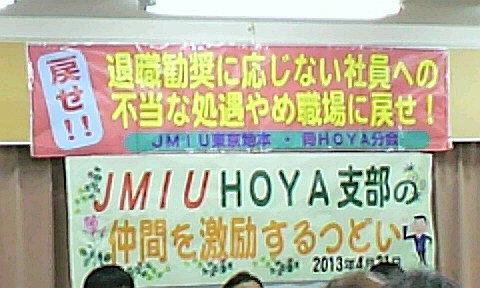 戻せ!!
退職勧奨に応じない社員への
不当な処遇やめ職場に戻せ!
JMIU東京地本・同HOYA分会
JMIU HOYA支部の
仲間を激励するつどい
2013年4月21日